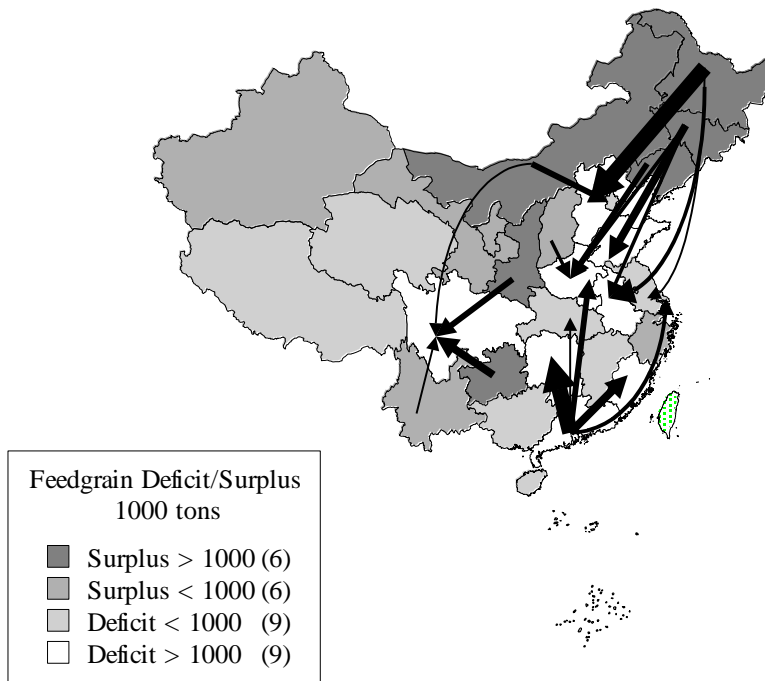 Feedgrain Deficit/Surplus
1000 tons
Surplus > 1000 (6)
Surplus < 1000 (6)
Deficit < 1000 (9)
Deficit > 1000 (9)